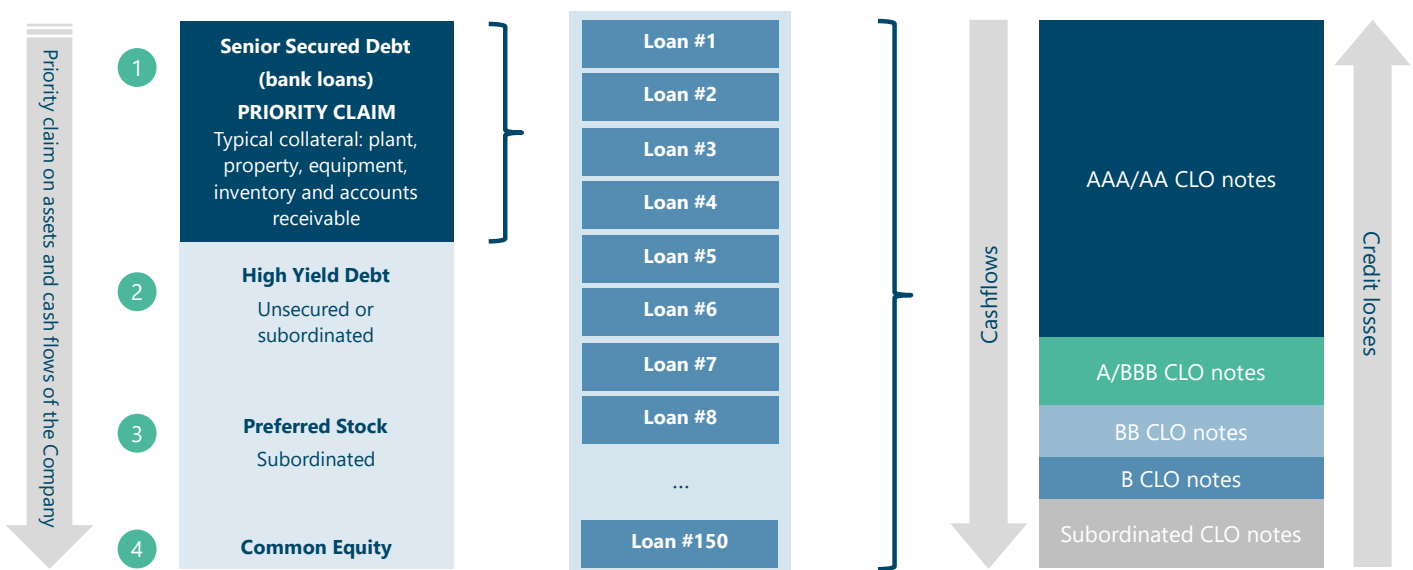 Priority claim on assets and cash flows of the Company
1
Senior Secured Debt
(bank loans)
PRIORITY CLAIM
Typical collateral: plant,
property, equipment,
inventory and accounts
receivable
2
High Yield Debt
Unsecured or
subordinated
3
Preferred Stock
Subordinated
4
Common Equity
Loan #1
Loan #2
Loan #3
Loan #4
Loan #5
Loan #6
Loan #7
Loan #8
...
Loan #150
Cashflows
AAA/AA CLO notes
A/BBB CLO notes
BB CLO notes
B CLO notes
Subordinated CLO notes
Credit losses